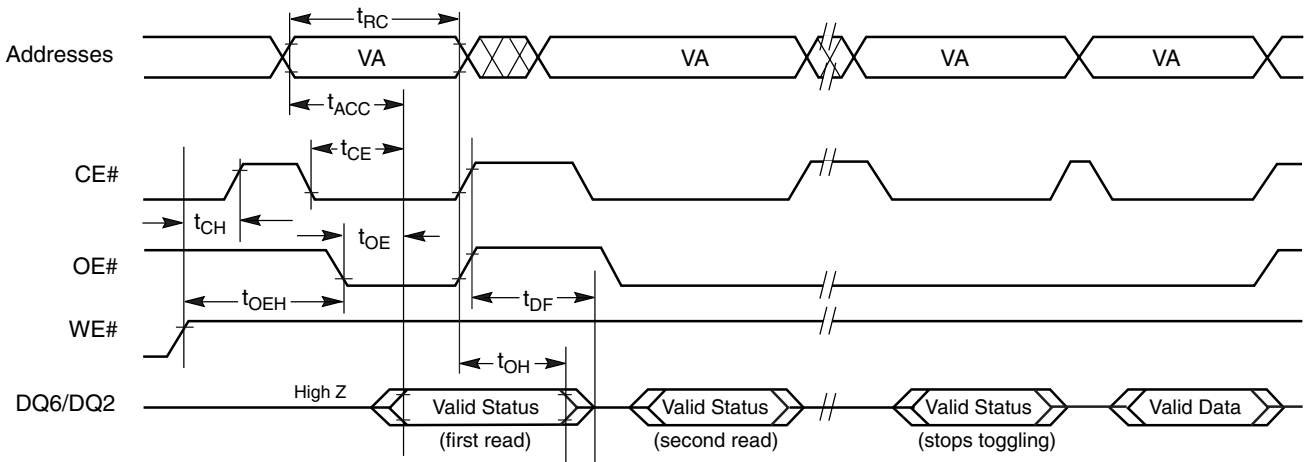 tRC
Addresses VA VA VA VA
tACC
tCE
CE#
tCH
tOE
OE#
tOEH
tDF
WE#
tOH
High Z
DQ6/DQ2 Valid Status Valid Status Valid Status Valid Data
(first read) (second read) (stops toggling)